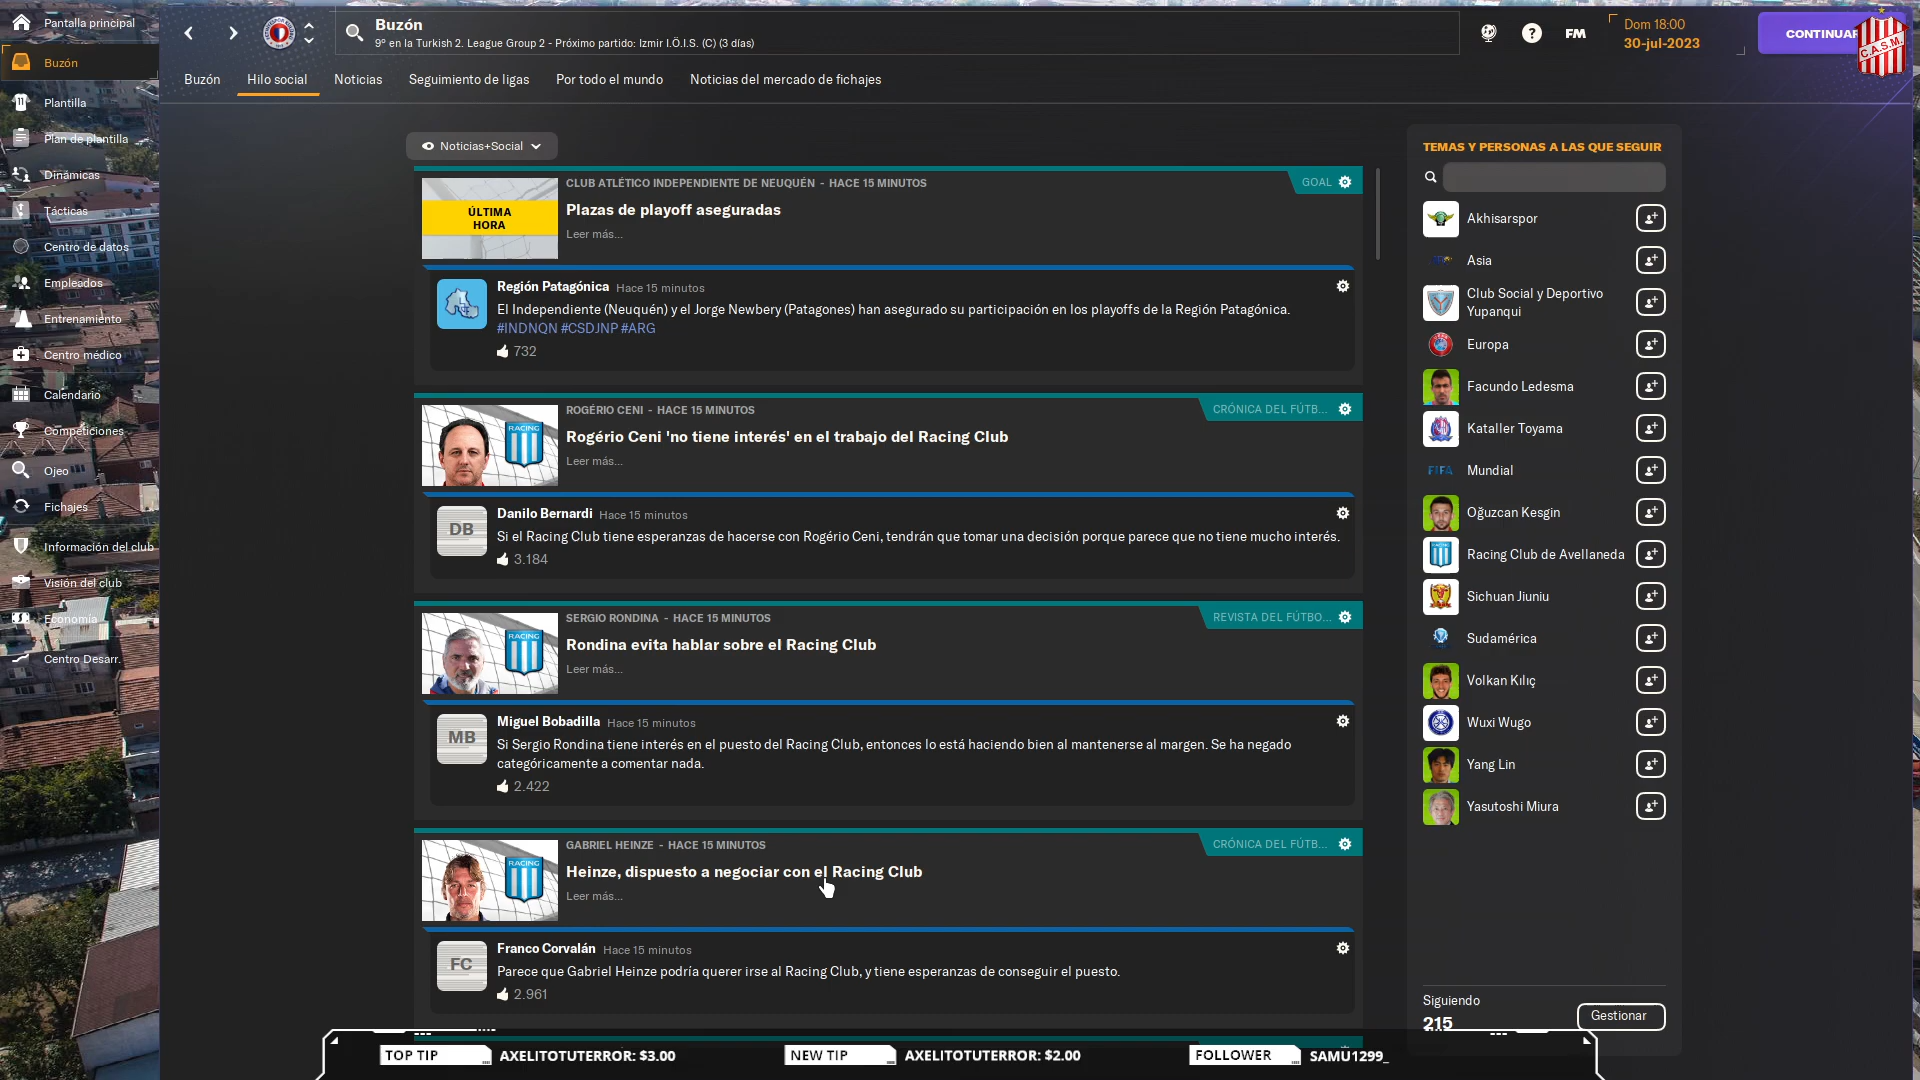 Pantalla principal
Buzón
Plantilla
Plan de plantilla
Dinámicas
Tácticas
Centro de datos
Empleados
Entrenamiento
Centro médico
Calendario
Competiciones
Ojeo
Fichajes
Información del club
Visión del club
Economía
Centro Desarr.
Buzón
9º en la Turkish 2. League Group 2 - Próximo partido: Izmir I.Ö.I.S. (C) (3 días)
FM
Dom 18:00
30-jul-2023
CONTINUAR
C.A.S.M.
Buzón
Hilo social
Noticias
Seguimiento de ligas
Por todo el mundo
Noticias del mercado de fichajes
Noticias+Social
CLUB ATLÉTICO INDEPENDIENTE DE NEUQUÉN - HACE 15 MINUTOS
GOAL
ÚLTIMA
HORA
Plazas de playoff aseguradas
Leer más...
Región Patagónica Hace 15 minutos
El Independiente (Neuquén) y el Jorge Newbery (Patagones) han asegurado su participación en los playoffs de la Región Patagónica.
#INDNQN #CSDJNP #ARG
732
ROGÉRIO CENI - HACE 15 MINUTOS
CRÓNICA DEL FÚTB...
RACING
Rogério Ceni 'no tiene interés' en el trabajo del Racing Club
Leer más...
DB
Danilo Bernardi Hace 15 minutos
Si el Racing Club tiene esperanzas de hacerse con Rogério Ceni, tendrán que tomar una decisión porque parece que no tiene mucho interés.
3.184
SERGIO RONDINA - HACE 15 MINUTOS
REVISTA DEL FÚTBO...
RACING
Rondina evita hablar sobre el Racing Club
Leer más...
MB
Miguel Bobadilla Hace 15 minutos
Si Sergio Rondina tiene interés en el puesto del Racing Club, entonces lo está haciendo bien al mantenerse al margen. Se ha negado
categóricamente a comentar nada.
2.422
GABRIEL HEINZE - HACE 15 MINUTOS
CRÓNICA DEL FÚTB...
RACING
Heinze, dispuesto a negociar con el Racing Club
Leer más...
FC
Franco Corvalán Hace 15 minutos
Parece que Gabriel Heinze podría querer irse al Racing Club, y tiene esperanzas de conseguir el puesto.
2.961
TEMAS Y PERSONAS A LAS QUE SEGUIR
Akhisarspor
Asia
Club Social y Deportivo
Yupanqui
Europa
Facundo Ledesma
Kataller Toyama
FIFA
Mundial
Oğuzcan Kesgin
Racing Club de Avellaneda
Sichuan Jiuniu
Sudamérica
Volkan Kılıç
Wuxi Wugo
Yang Lin
Yasutoshi Miura
Siguiendo
215
Gestionar
TOP TIP
AXELITOTUTERROR: $3.00
NEW TIP
AXELITOTUTERROR: $2.00
FOLLOWER
SAMU1299_